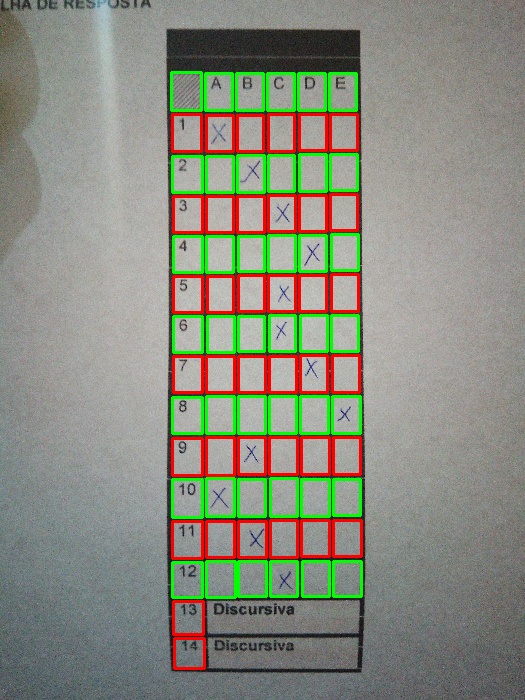 LHA DE RESPOSTA
A B C D E
1 X
2 X
3 X
4 X
5 X
6 X
7 X
8 X
9 X
10 X
11 X
12 X
13 Discursiva
14 Discursiva